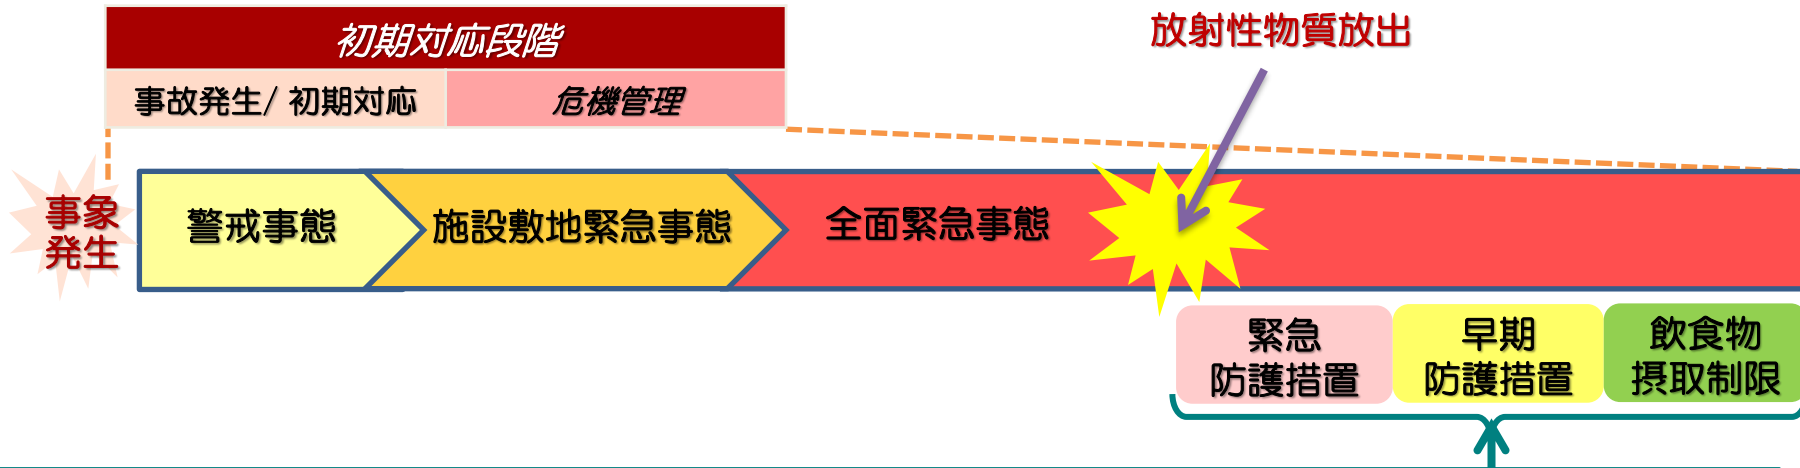 初期対応段階
放射性物質放出
事故発生/ 初期対応
危機管理
事象
発生
警戒事態
施設敷地緊急事態
全面緊急事態
緊急
防護措置
早期
防護措置
飲食物
摂取制限